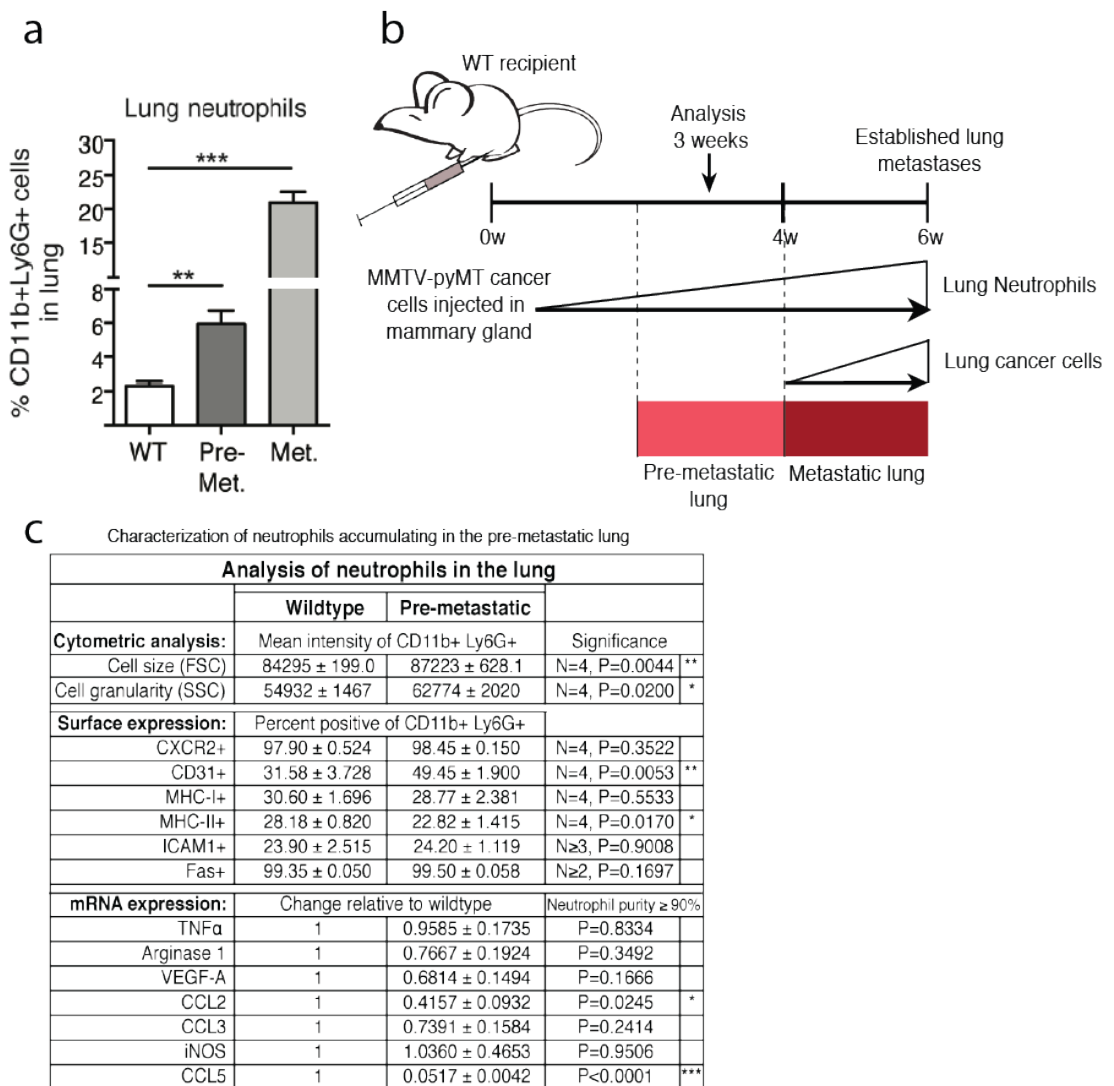 a
Lung neutrophils
% CD11b+Ly6G+ cells
in lung
30
25
20
15
8
6
4
2
***
**
WT
Pre-
Met.
Met.
b
WT recipient
Analysis
3 weeks
Established lung
metastases
0w
4w
6w
MMTV-pyMT cancer
cells injected in
mammary gland
Lung Neutrophils
Lung cancer cells
Pre-metastatic
lung
Metastatic lung
c
Characterization of neutrophils accumulating in the pre-metastatic lung
Analysis of neutrophils in the lung
Wildtype Pre-metastatic
Cytometric analysis: Mean intensity of CD11b+ Ly6G+ Significance
Cell size (FSC) 84295 ± 199.0 87223 ± 628.1 N=4, P=0.0044 **
Cell granularity (SSC) 54932 ± 1467 62774 ± 2020 N=4, P=0.0200 *
Surface expression: Percent positive of CD11b+ Ly6G+
CXCR2+ 97.90 ± 0.524 98.45 ± 0.150 N=4, P=0.3522
CD31+ 31.58 ± 3.728 49.45 ± 1.900 N=4, P=0.0053 **
MHC-I+ 30.60 ± 1.696 28.77 ± 2.381 N=4, P=0.5533
MHC-II+ 28.18 ± 0.820 22.82 ± 1.415 N=4, P=0.0170 *
ICAM1+ 23.90 ± 2.515 24.20 ± 1.119 N≥3, P=0.9008
Fas+ 99.35 ± 0.050 99.50 ± 0.058 N≥2, P=0.1697
mRNA expression: Change relative to wildtype Neutrophil purity ≥ 90%
TNFα 1 0.9585 ± 0.1735 P=0.8334
Arginase 1 1 0.7667 ± 0.1924 P=0.3492
VEGF-A 1 0.6814 ± 0.1494 P=0.1666
CCL2 1 0.4157 ± 0.0932 P=0.0245 *
CCL3 1 0.7391 ± 0.1584 P=0.2414
iNOS 1 1.0360 ± 0.4653 P=0.9506
CCL5 1 0.0517 ± 0.0042 P<0.0001 ***